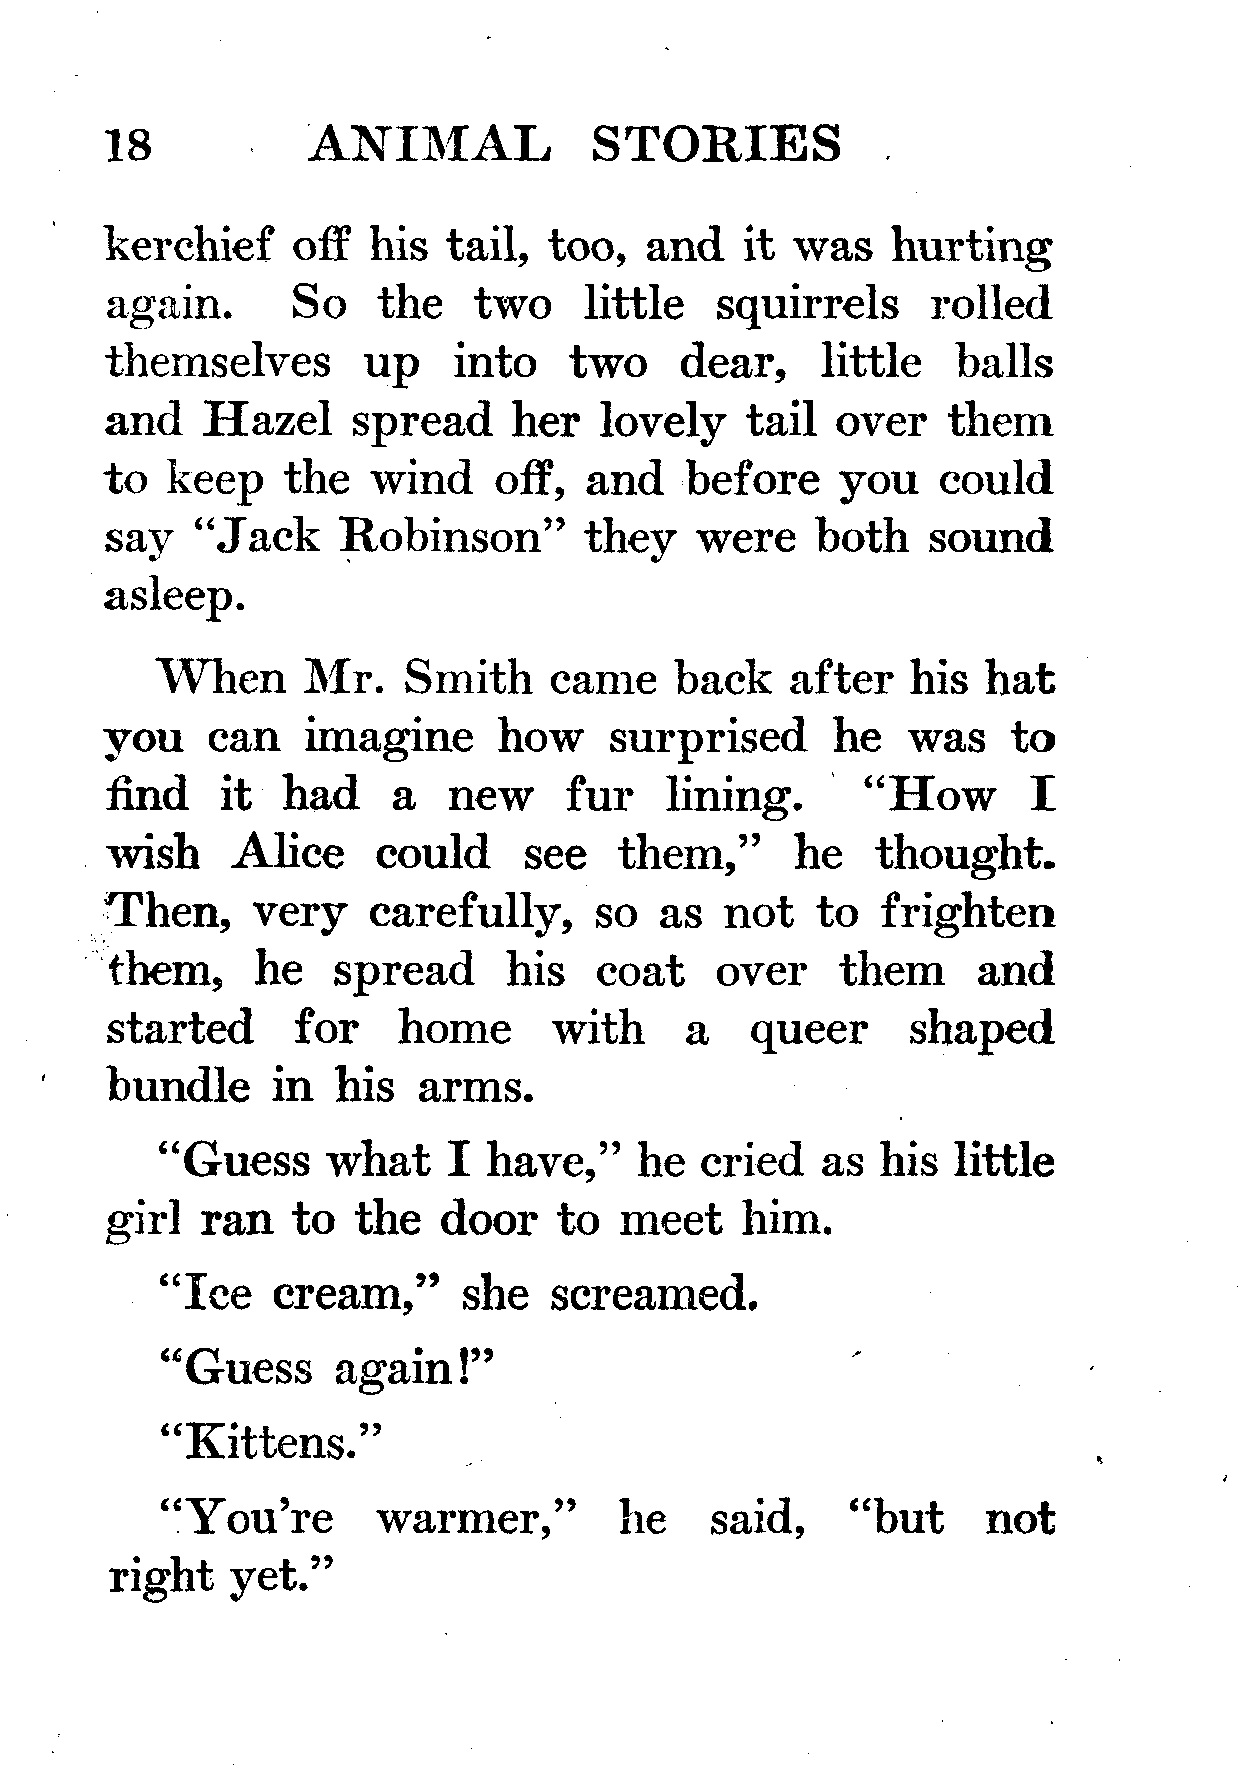 18 ANIMAL STORIES
kerchief off his tail, too, and it was hurting
again. So the two little squirrels rolled
themselves up into two dear, little balls
and Hazel spread her lovely tail over them
to keep the wind off, and before you could
say “Jack Robinson” they were both sound
asleep.
When Mr. Smith came back after his hat
you can imagine how surprised he was to
find it had a new fur lining. “How I
wish Alice could see them,” he thought.
Then, very carefully, so as not to frighten
them, he spread his coat over them and
started for home with a queer shaped
bundle in his arms.
“Guess what I have,” he cried as his little
girl ran to the door to meet him.
“Ice cream,” she screamed.
“Guess again!”
“Kittens.”
“You’re warmer,” he said, “but not
right yet.”